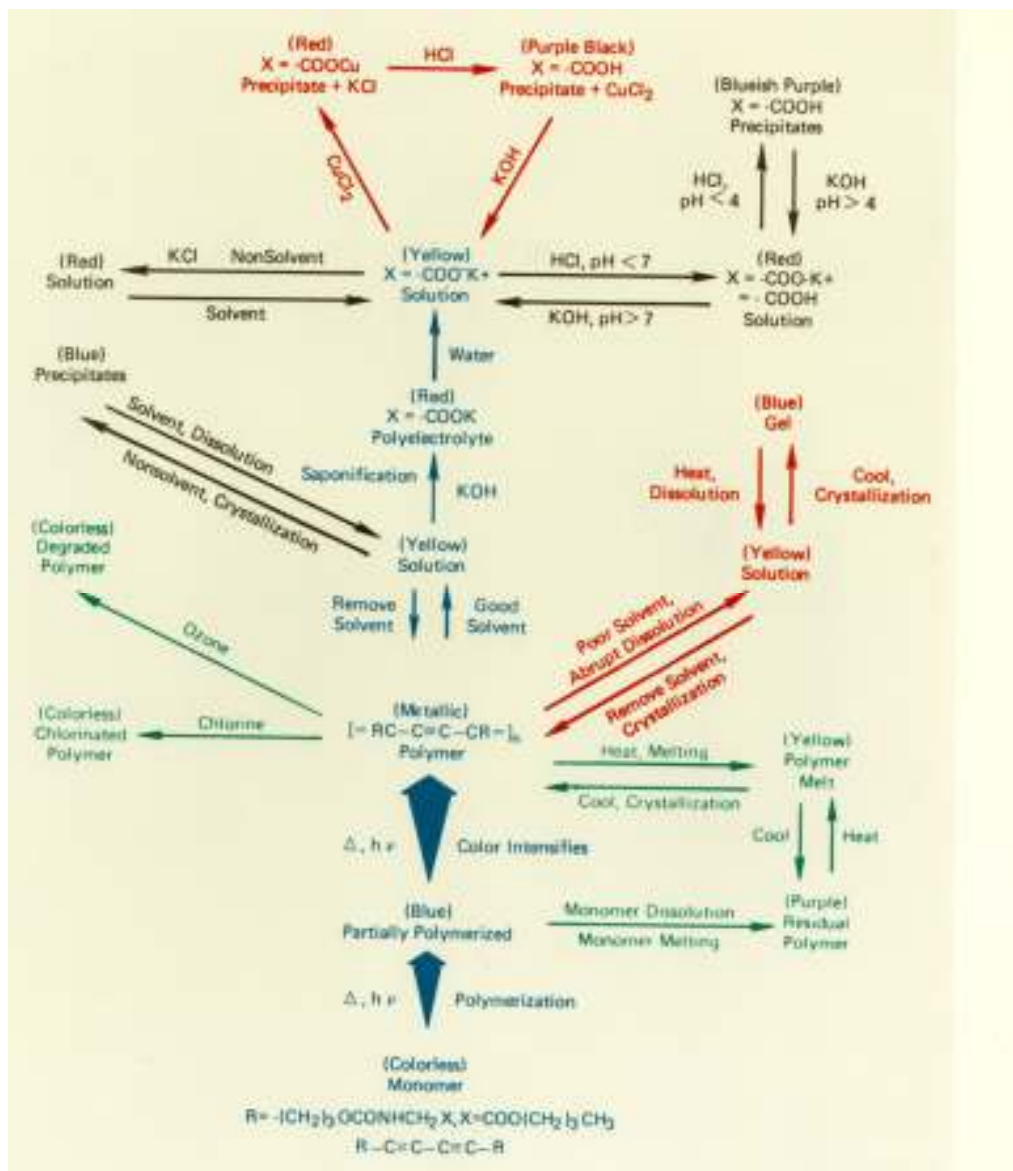 (Red)
X = -COOCu
Precipitate + KCl
HCl
(Purple Black)
X = -COOH
Precipitate + CuCl2
(Blueish Purple)
X = -COOH
Precipitates
CuCl2
KOH
HCl,
pH < 4
KOH
pH > 4
(Red)
Solution
KCl NonSolvent
Solvent
(Yellow)
X = -COO-K+
Solution
HCl, pH < 7
KOH, pH > 7
(Red)
X = -COO-K+
= -COOH
Solution
Water
(Blue)
Precipitates
(Red)
X = -COOK
Polyelectrolyte
(Blue)
Gel
Solvent, Dissolution
Nonsolvent, Crystallization
Saponification
KOH
Heat,
Dissolution
Cool,
Crystallization
(Colorless)
Degraded
Polymer
(Yellow)
Solution
(Yellow)
Solution
Remove
Solvent
Good
Solvent
Ozone
Poor Solvent,
Abrupt Dissolution
Remove Solvent,
Crystallization
(Colorless)
Chlorinated
Polymer
Chlorine
(Metallic)
[= RC-C≡C-CR=]n
Polymer
Heat, Melting
Cool, Crystallization
(Yellow)
Polymer
Melt
Cool
Heat
Δ, hν
Color Intensifies
(Blue)
Partially Polymerized
Monomer Dissolution
Monomer Melting
(Purple)
Residual
Polymer
Δ, hν
Polymerization
(Colorless)
Monomer
R= -(CH2)3 OCONHCH2 X, X=COO(CH2)3 CH3
R-C≡C-C≡C-R